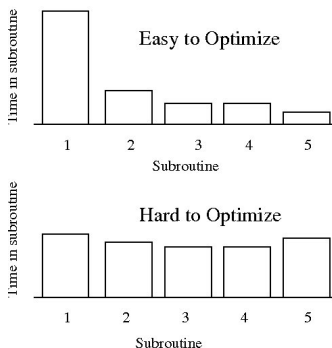 Easy to Optimize
Time in subroutine
1 2 3 4 5
Subroutine
Hard to Optimize
Time in subroutine
1 2 3 4 5
Subroutine